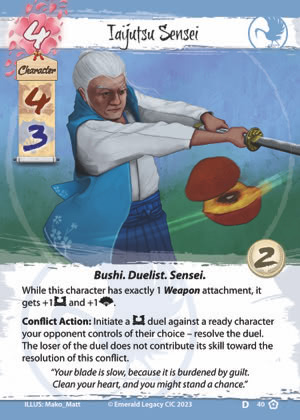 4
Iaijutsu Sensei
Character
4
3
2
Bushi. Duelist. Sensei.
While this character has exactly 1 Weapon attachment, it
gets +1 and +1.
Conflict Action: Initiate a duel against a ready character
your opponent controls of their choice – resolve the duel.
The loser of the duel does not contribute its skill toward the
resolution of this conflict.
“Your blade is slow, because it is burdened by guilt.
Clean your heart, and you might stand a chance.”
ILLUS: Mako_Matt © Emerald Legacy CIC 2023 D 40